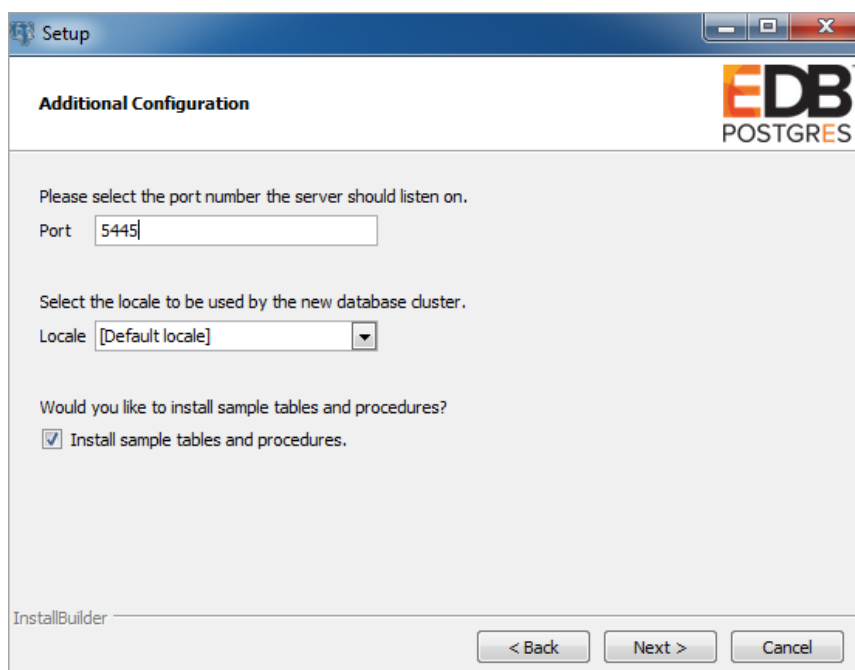 Setup
Additional Configuration
EDB
POSTGRES
Please select the port number the server should listen on.
Port 5445
Select the locale to be used by the new database cluster.
Locale [Default locale]
Would you like to install sample tables and procedures?
Install sample tables and procedures.
InstallBuilder
< Back Next > Cancel